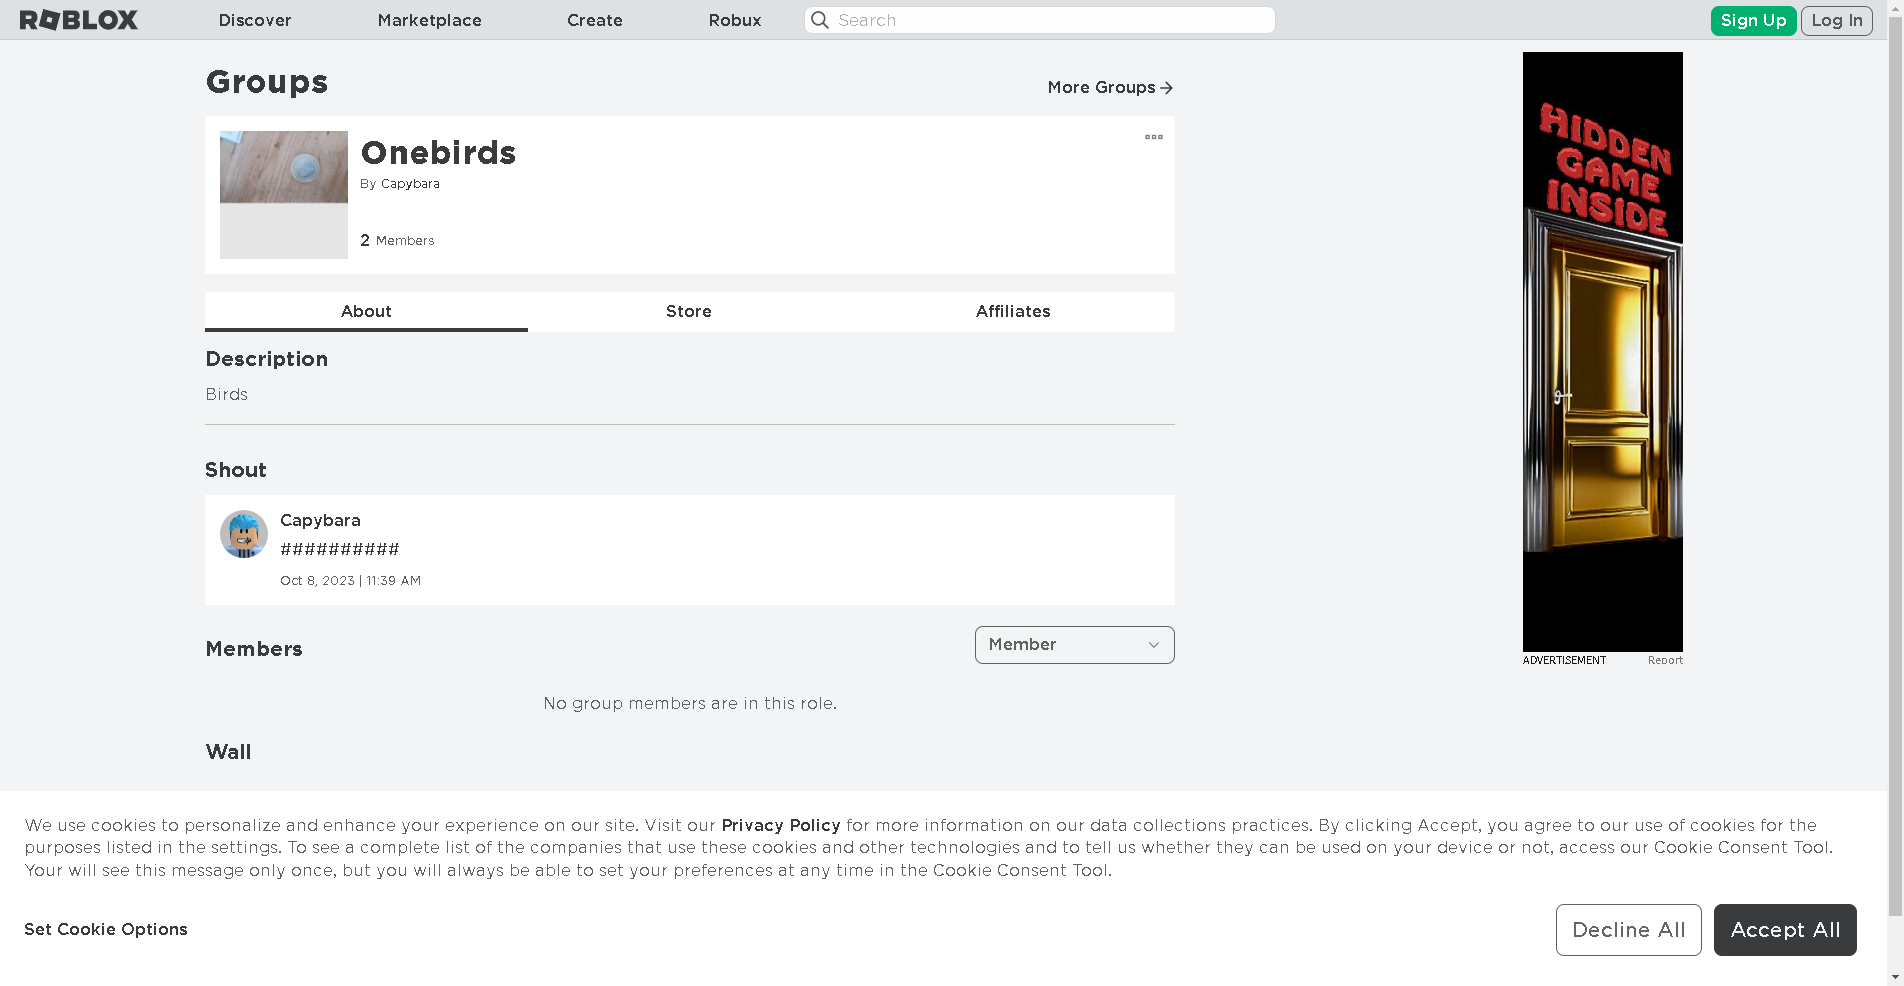 ROBLOX Discover Marketplace Create Robux Search Sign Up Log In
Groups
More Groups
Onebirds
By Capybara
2 Members
About Store Affiliates
Description
Birds
Shout
Capybara
##########
Oct 8, 2023 | 11:39 AM
Members
Member
No group members are in this role.
Wall
HIDDEN
GAME
INSIDE
ADVERTISEMENT Report
We use cookies to personalize and enhance your experience on our site. Visit our Privacy Policy for more information on our data collections practices. By clicking Accept, you agree to our use of cookies for the
purposes listed in the settings. To see a complete list of the companies that use these cookies and other technologies and to tell us whether they can be used on your device or not, access our Cookie Consent Tool.
Your will see this message only once, but you will always be able to set your preferences at any time in the Cookie Consent Tool.
Set Cookie Options
Decline All Accept All